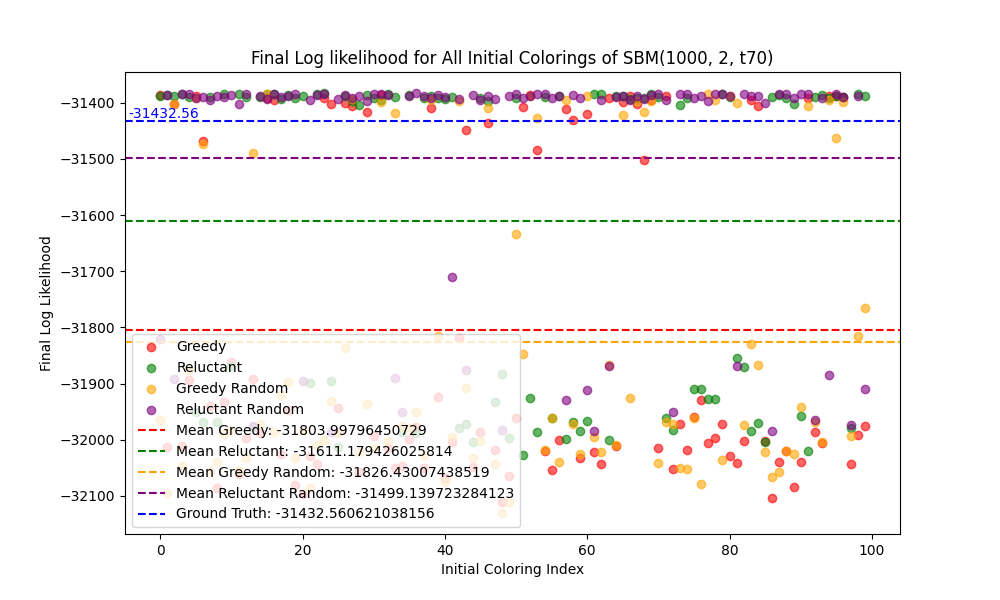 Final Log likelihood for All Initial Colorings of SBM(1000, 2, t70)
−31400
-31432.56
−31500
−31600
−31700
−31800
−31900
−32000
−32100
Final Log Likelihood
Greedy
Reluctant
Greedy Random
Reluctant Random
Mean Greedy: -31803.99796450729
Mean Reluctant: -31611.179426025814
Mean Greedy Random: -31826.43007438519
Mean Reluctant Random: -31499.139723284123
Ground Truth: -31432.560621038156
0 20 40 60 80 100
Initial Coloring Index